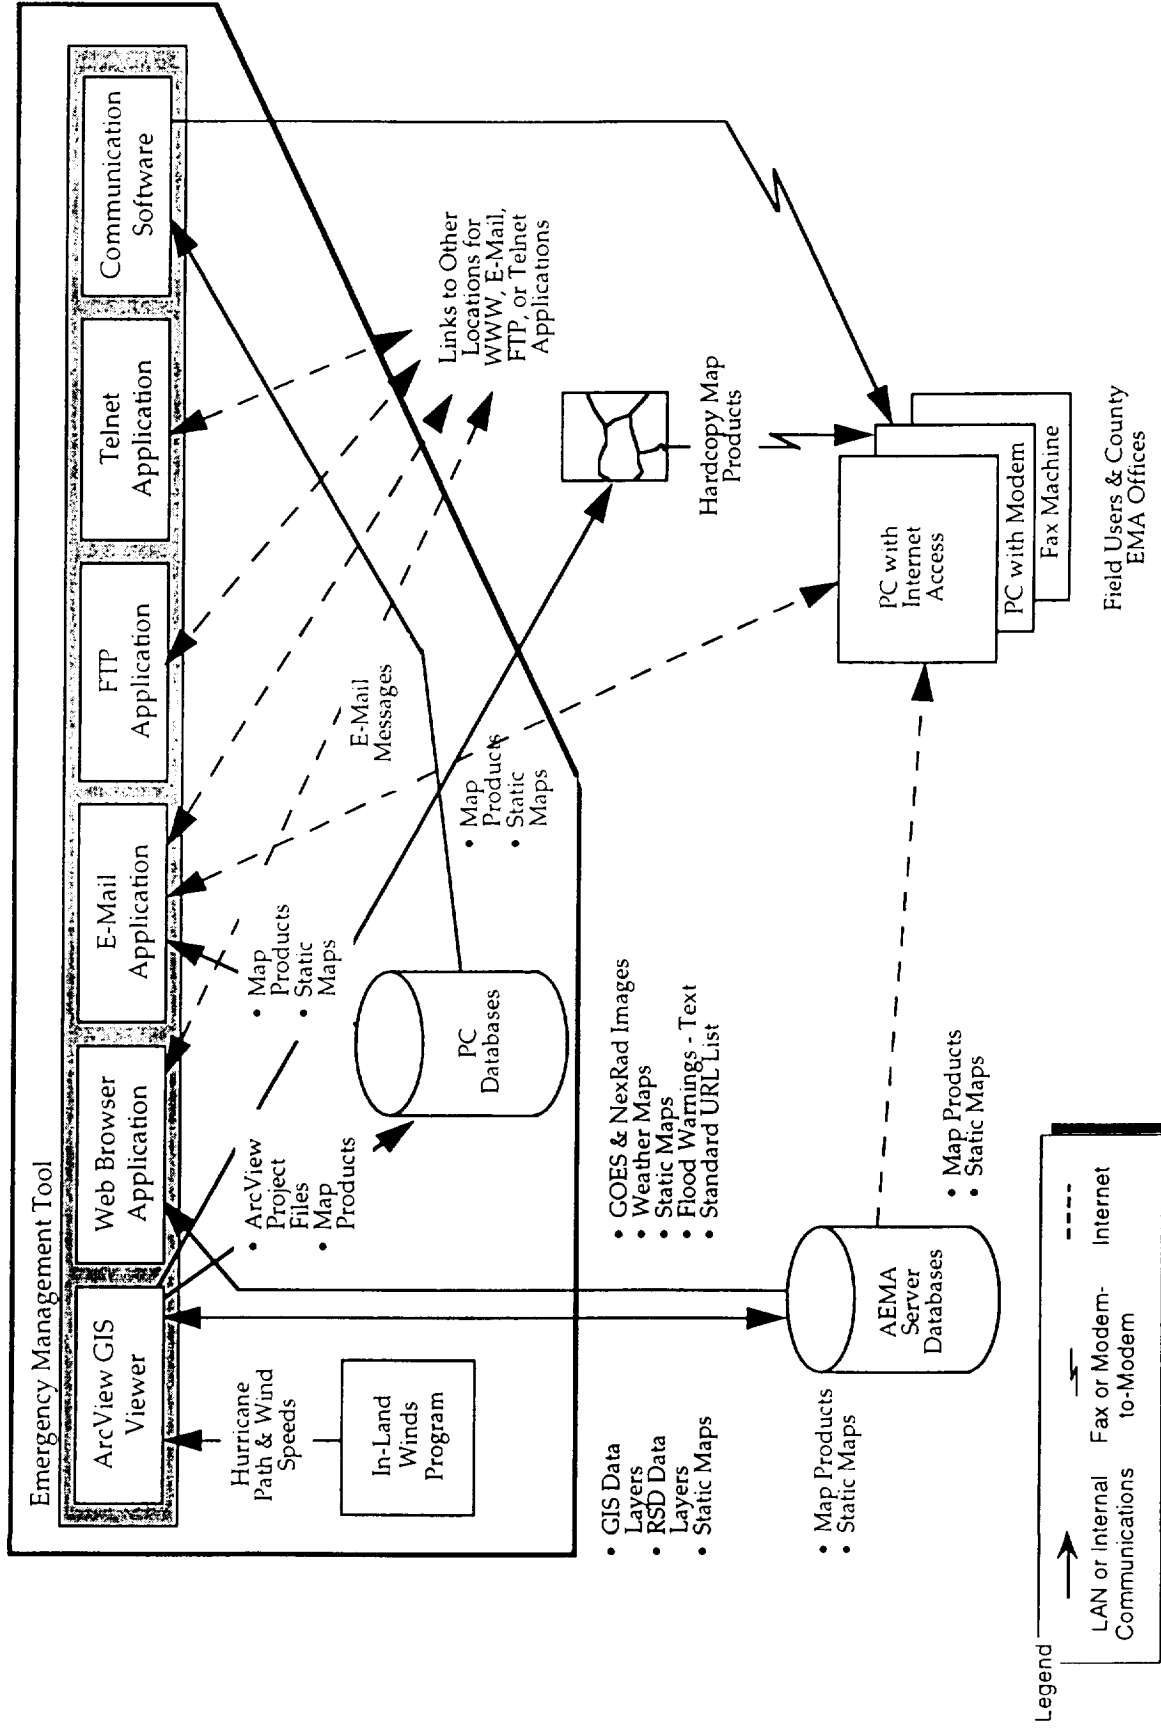 Emergency Management Tool
ArcView GIS
Viewer
Web Browser
Application
E-Mail
Application
FTP
Application
Telnet
Application
Communication
Software
Hurricane
Path & Wind
Speeds
In-Land
Winds
Program
• ArcView
Project
Files
• Map
Products
• Map
Products
• Static
Maps
PC
Databases
E-Mail
Messages
• Map
Products
• Static
Maps
Links to Other
Locations for
WWW, E-Mail,
FTP, or Telnet
Applications
• GIS Data
Layers
• RSD Data
Layers
• Static Maps
• GOES & NexRad Images
• Weather Maps
• Static Maps
• Flood Warnings - Text
• Standard URL List
Hardcopy Map
Products
• Map Products
• Static Maps
AEMA
Server
Databases
• Map Products
• Static Maps
PC with
Internet
Access
PC with Modem
Fax Machine
Field Users & County
EMA Offices
Legend
LAN or Internal
Communications
Fax or Modem-
to-Modem
Internet